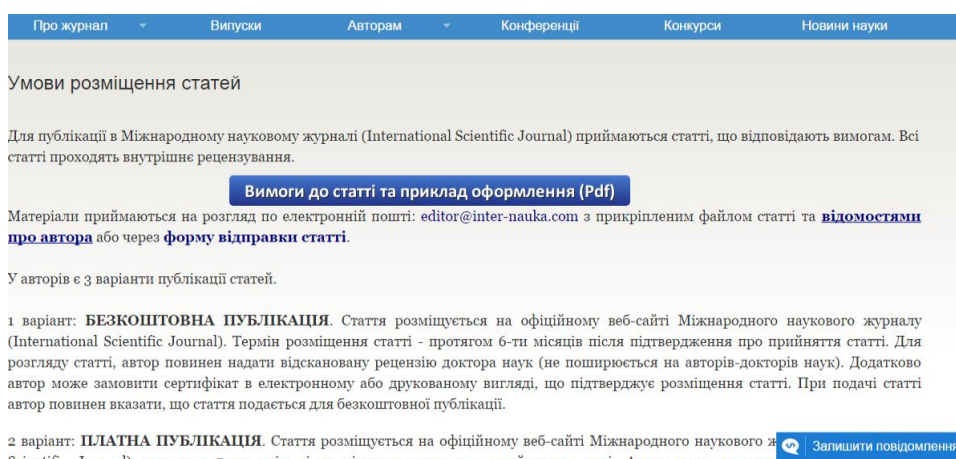 Про журнал Випуски Авторам Конференції Конкурси Новини науки
Умови розміщення статей
Для публікації в Міжнародному науковому журналі (International Scientific Journal) приймаються статті, що відповідають вимогам. Всі
статті проходять внутрішнє рецензування.
Вимоги до статті та приклад оформлення (Pdf)
Матеріали приймаються на розгляд по електронній пошті: editor@inter-nauka.com з прикріпленим файлом статті та відомостями
про автора або через форму відправки статті.
У авторів є 3 варіанти публікації статей.
1 варіант: БЕЗКОШТОВНА ПУБЛІКАЦІЯ. Стаття розміщується на офіційному веб-сайті Міжнародного наукового журналу
(International Scientific Journal). Термін розміщення статті - протягом 6-ти місяців після підтвердження про прийняття статті. Для
розгляду статті, автор повинен надати відскановану рецензію доктора наук (не поширюється на авторів-докторів наук). Додатково
автор може замовити сертифікат в електронному або друкованому вигляді, що підтверджує розміщення статті. При подачі статті
автор повинен вказати, що стаття подається для безкоштовної публікації.
2 варіант: ПЛАТНА ПУБЛІКАЦІЯ. Стаття розміщується на офіційному веб-сайті Міжнародного наукового
Залишити повідомлення